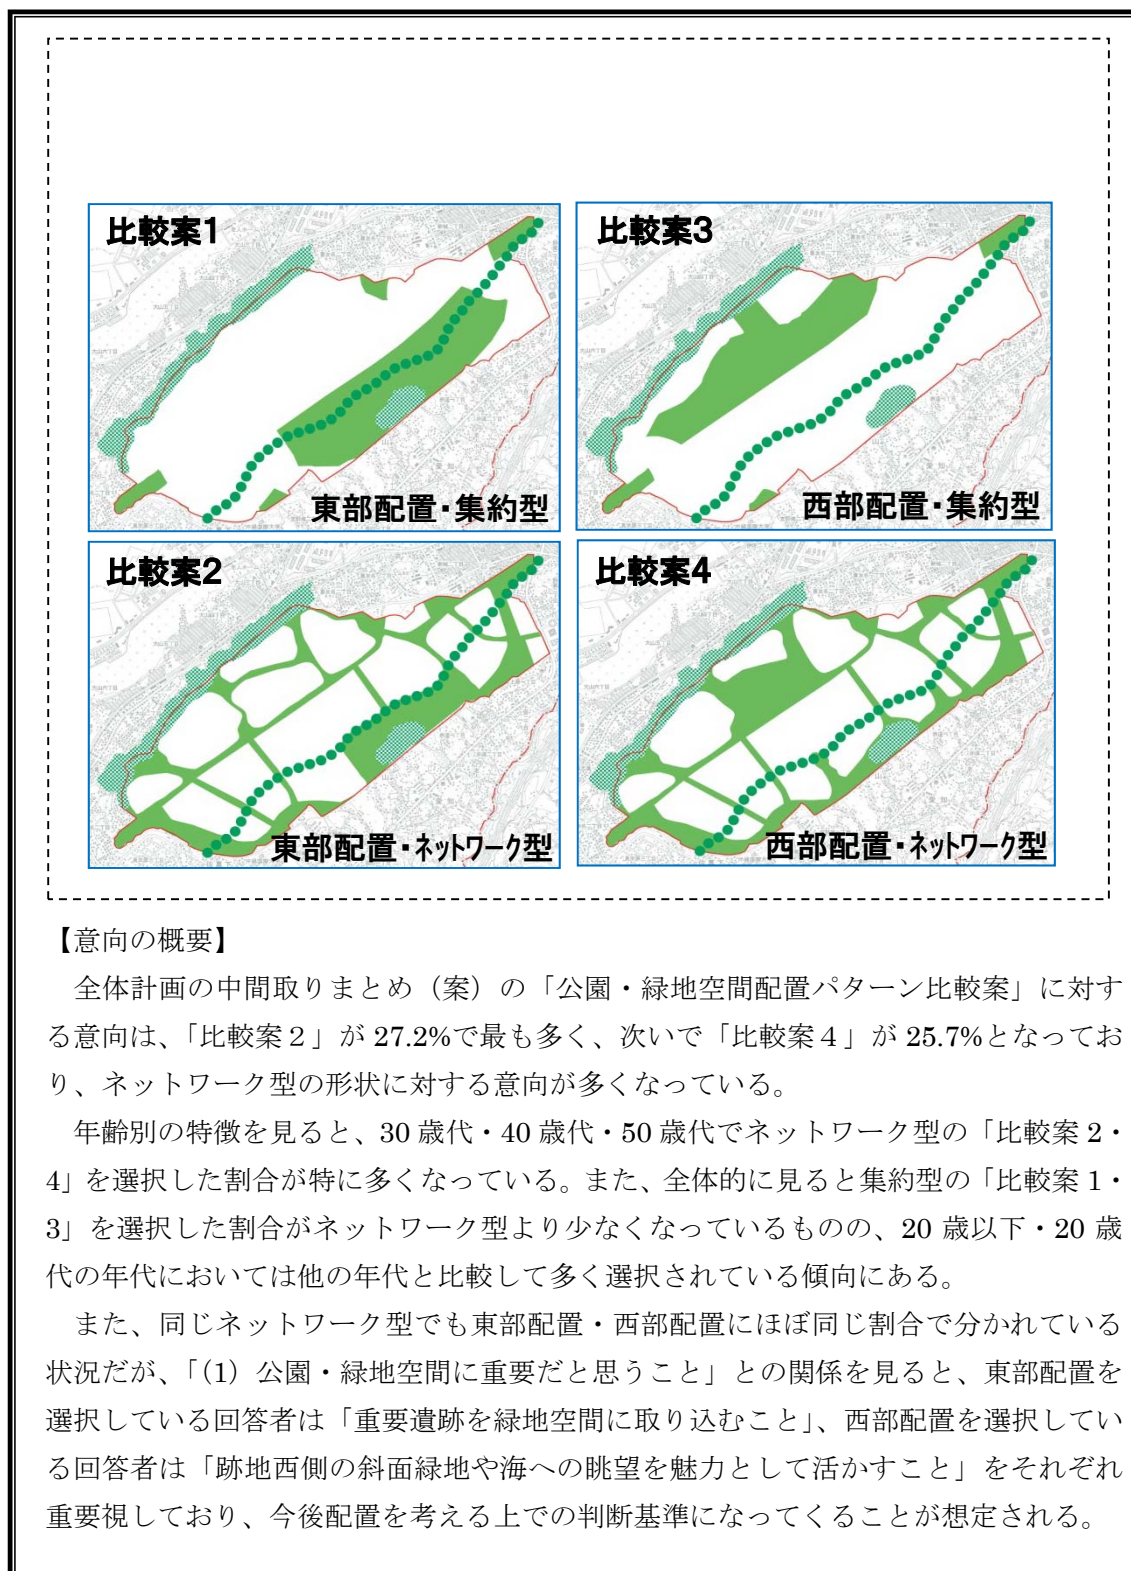 比較案1
東部配置・集約型
比較案3
西部配置・集約型
比較案2
東部配置・ネットワーク型
比較案4
西部配置・ネットワーク型
【意向の概要】
全体計画の中間取りまとめ（案）の「公園・緑地空間配置パターン比較案」に対す
る意向は、「比較案２」が 27.2%で最も多く、次いで「比較案４」が 25.7%となってお
り、ネットワーク型の形状に対する意向が多くなっている。
年齢別の特徴を見ると、30 歳代・40 歳代・50 歳代でネットワーク型の「比較案 2・
4」を選択した割合が特に多くなっている。また、全体的に見ると集約型の「比較案 1・
3」を選択した割合がネットワーク型より少なくなっているものの、20 歳以下・20 歳
代の年代においては他の年代と比較して多く選択されている傾向にある。
また、同じネットワーク型でも東部配置・西部配置にほぼ同じ割合で分かれている
状況だが、「(1) 公園・緑地空間に重要だと思うこと」との関係を見ると、東部配置を
選択している回答者は「重要遺跡を緑地空間に取り込むこと」、西部配置を選択してい
る回答者は「跡地西側の斜面緑地や海への眺望を魅力として活かすこと」をそれぞれ
重要視しており、今後配置を考える上での判断基準になってくることが想定される。